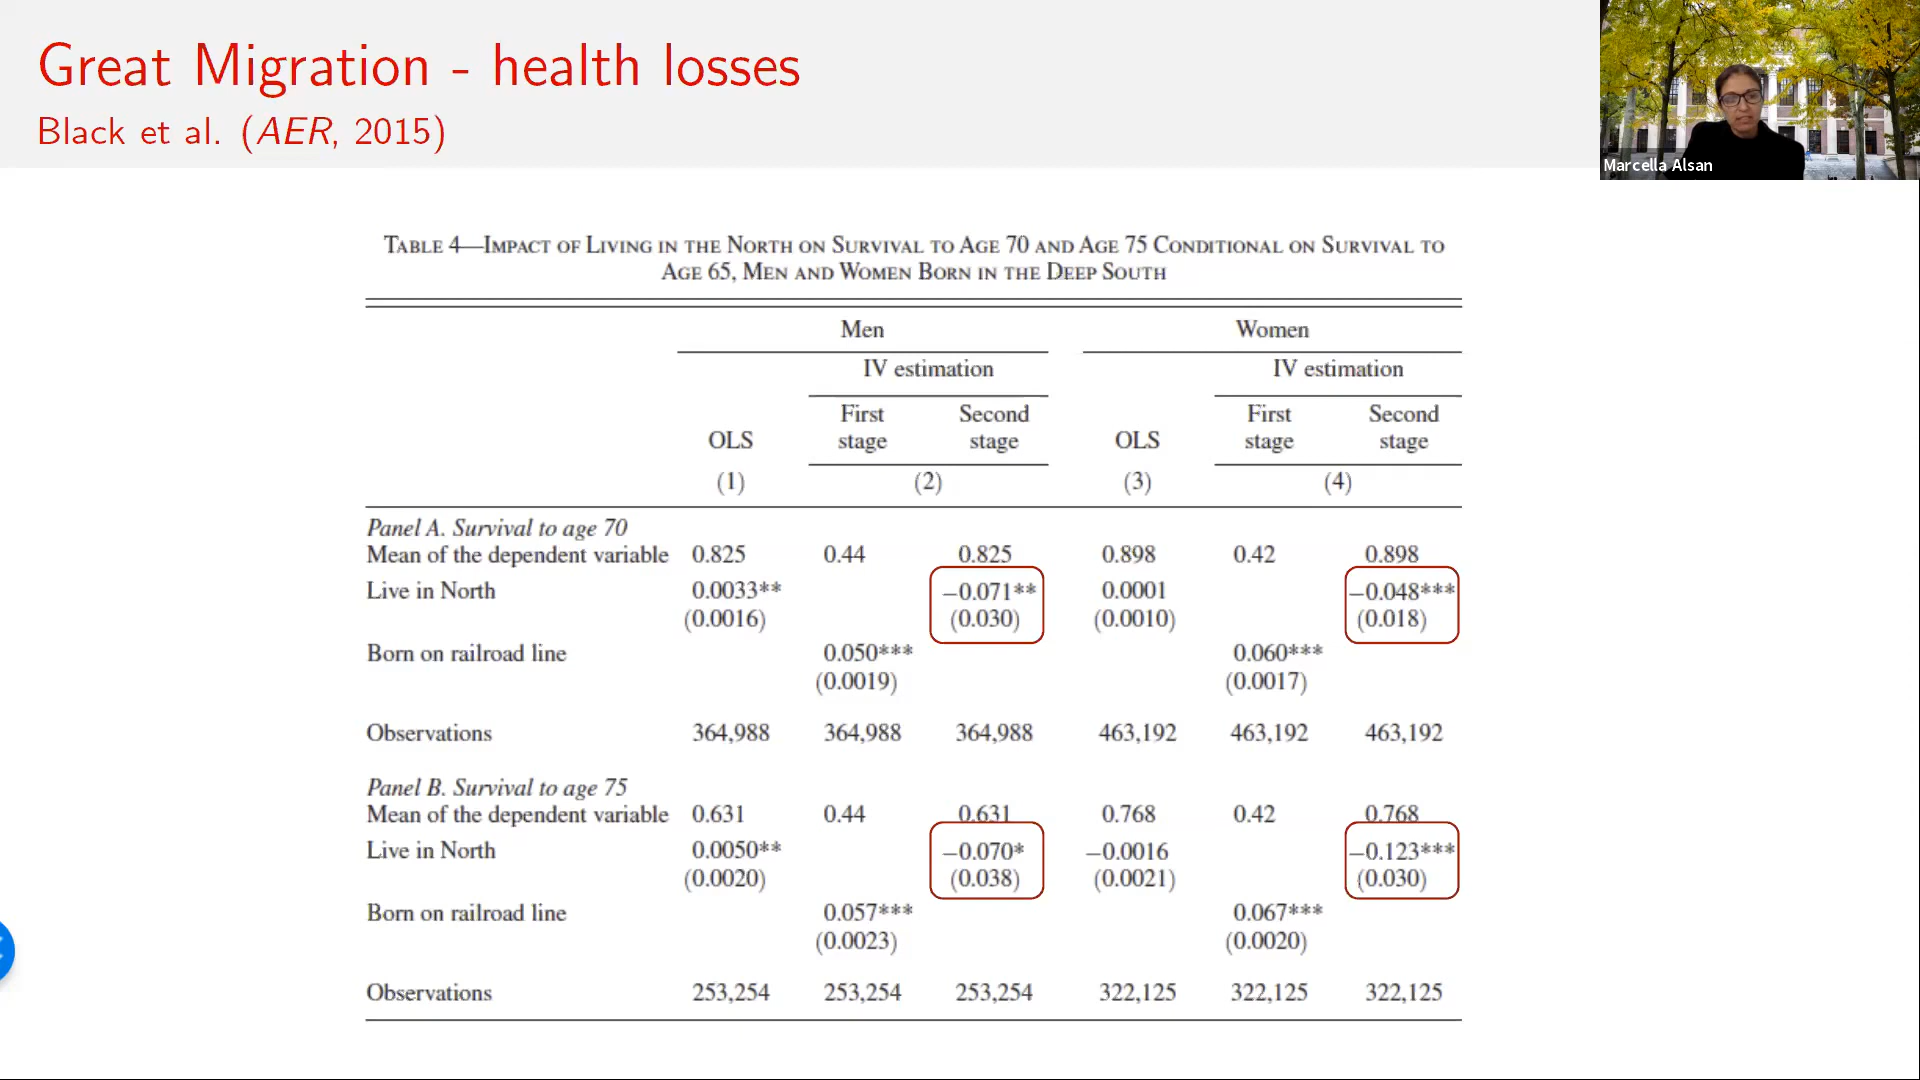 Great Migration - health losses
Black et al. (AER, 2015)
Marcella Alsan
TABLE 4—IMPACT OF LIVING IN THE NORTH ON SURVIVAL TO AGE 70 AND AGE 75 CONDITIONAL ON SURVIVAL TO
AGE 65, MEN AND WOMEN BORN IN THE DEEP SOUTH
Men Women
IV estimation IV estimation
First Second First Second
OLS stage stage OLS stage stage
(1) (2) (3) (4)
Panel A. Survival to age 70
Mean of the dependent variable 0.825 0.44 0.825 0.898 0.42 0.898
Live in North 0.0033** −0.071** 0.0001 −0.048***
(0.0016) (0.030) (0.0010) (0.018)
Born on railroad line 0.050*** 0.060***
(0.0019) (0.0017)
Observations 364,988 364,988 364,988 463,192 463,192 463,192
Panel B. Survival to age 75
Mean of the dependent variable 0.631 0.44 0.631 0.768 0.42 0.768
Live in North 0.0050** −0.070* −0.0016 −0.123***
(0.0020) (0.038) (0.0021) (0.030)
Born on railroad line 0.057*** 0.067***
(0.0023) (0.0020)
Observations 253,254 253,254 253,254 322,125 322,125 322,125